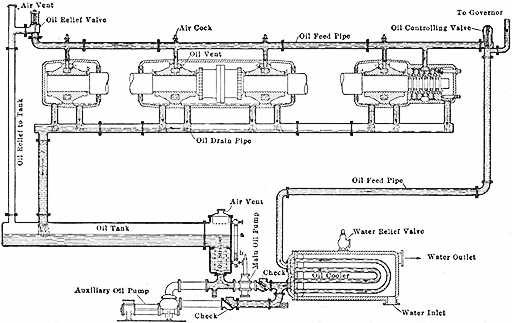 Air Vent
Oil Relief Valve
Air Cock
Oil Feed Pipe
Oil Controlling Valve
To Governor
Oil Vent
Oil Relief to Tank
Oil Drain Pipe
Oil Feed Pipe
Air Vent
Oil Tank
a
b
Oil Strainer
Main Oil Pump
Water Relief Valve
Water Outlet
Check
Oil Cooler
Auxiliary Oil Pump
Check
Water Inlet